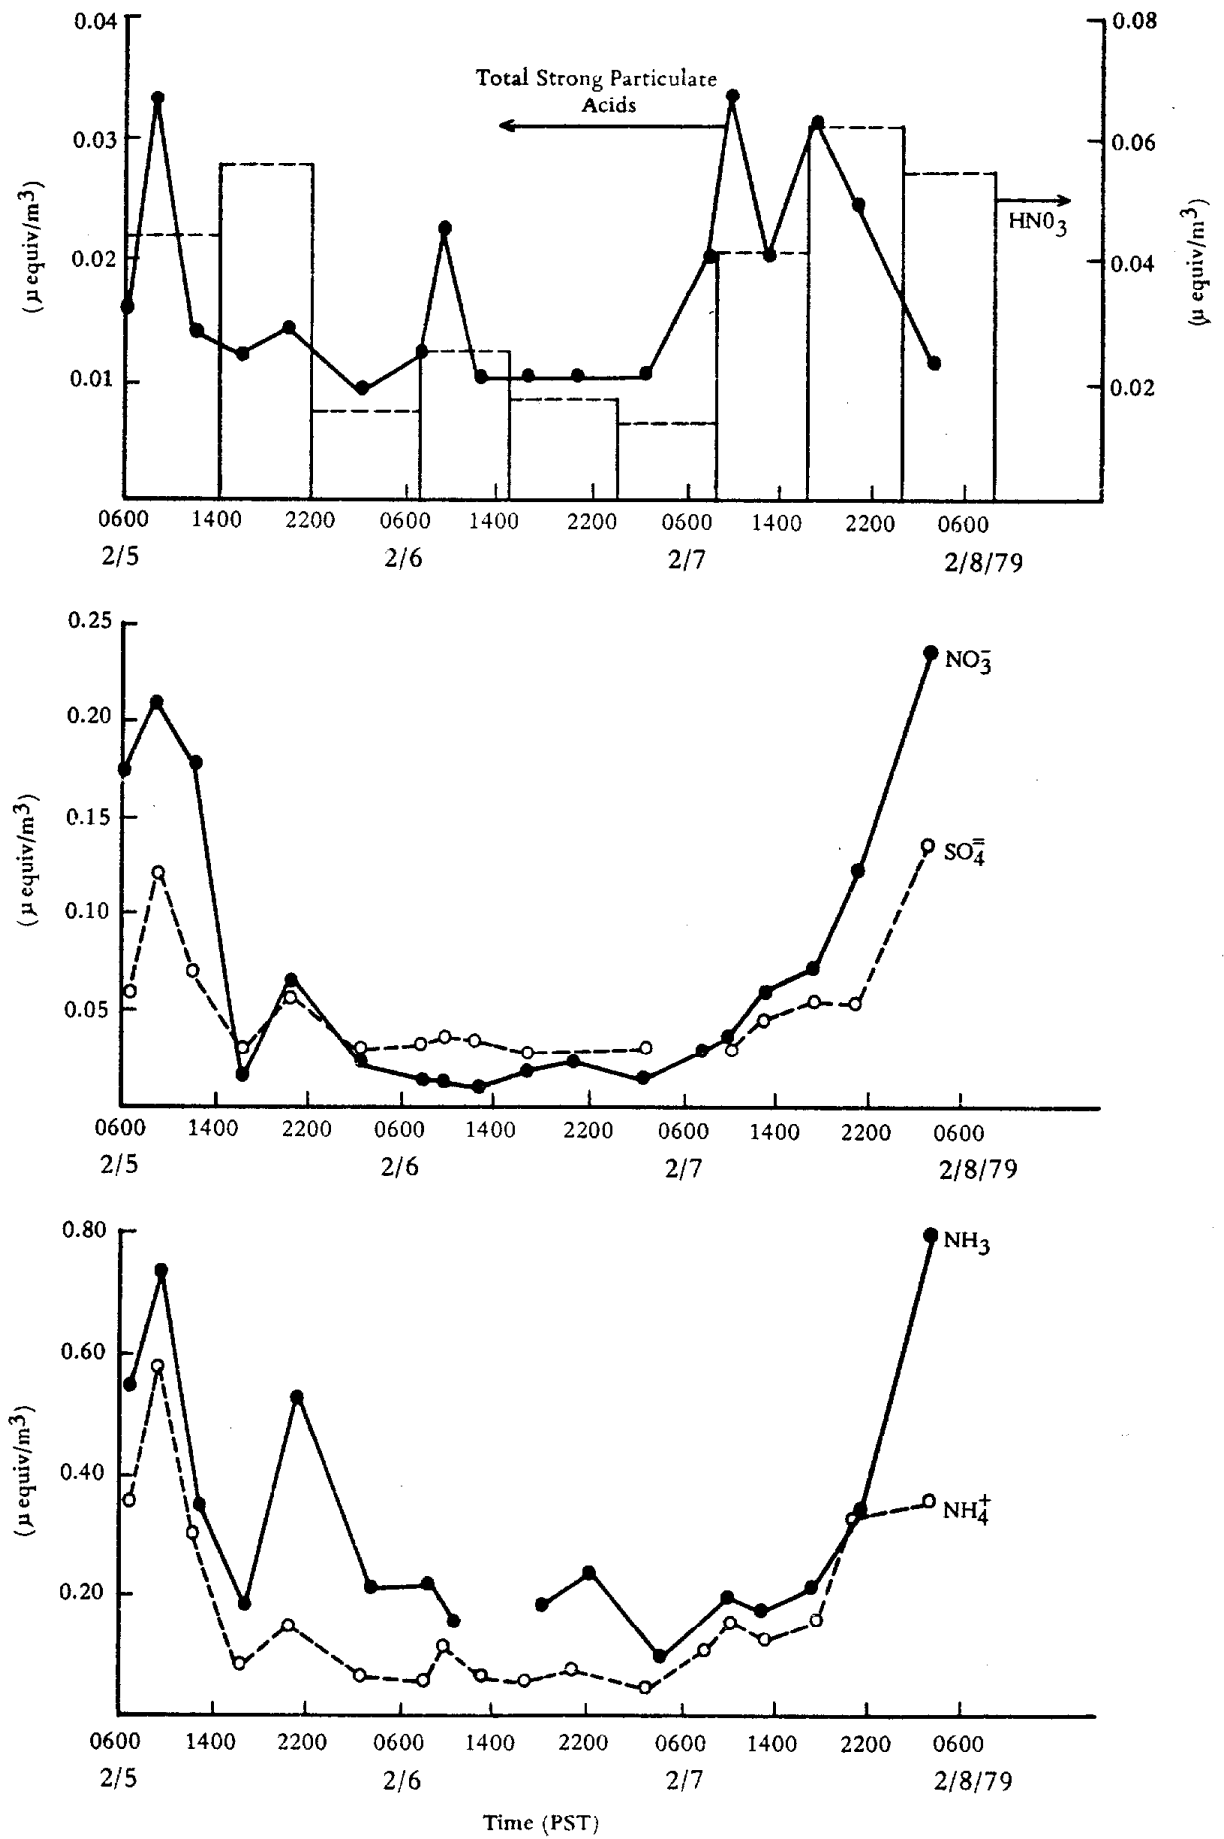 0.04
0.08
Total Strong Particulate
Acids
0.03
0.06
(μ equiv/m3)
HNO3
(μ equiv/m3)
0.02
0.04
0.01
0.02
0600 1400 2200 0600 1400 2200 0600 1400 2200 0600
2/5 2/6 2/7 2/8/79
0.25
NO3-
0.20
(μ equiv/m3)
0.15
SO4=
0.10
0.05
0600 1400 2200 0600 1400 2200 0600 1400 2200 0600
2/5 2/6 2/7 2/8/79
0.80
NH3
0.60
(μ equiv/m3)
0.40
NH4+
0.20
0600 1400 2200 0600 1400 2200 0600 1400 2200 0600
2/5 2/6 2/7 2/8/79
Time (PST)